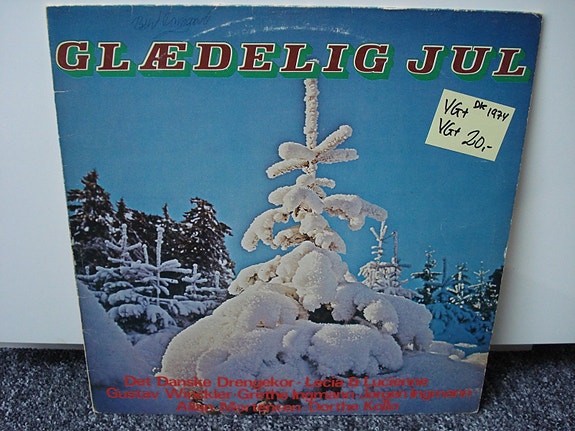 GLÆDELIG JUL
VG+ DK 1974
VG+ 20,-
Det Danske Drengekor · Lecia & Lucienne
Gustav Winckler · Grethe Ingmann · Jørgen Ingmann
Allan Mortensen · Dorthe Kollo